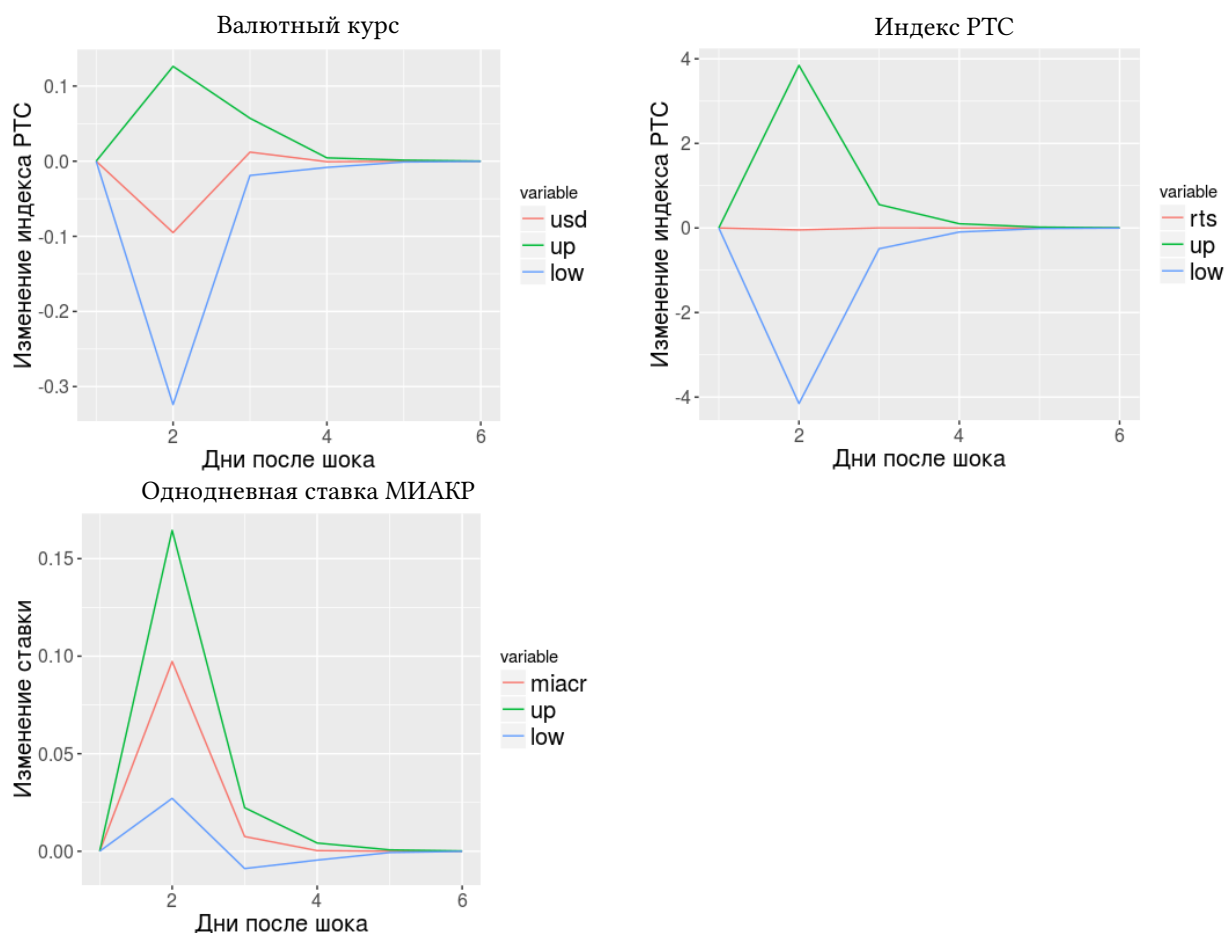 Валютный курс
Изменение индекса РТС
0.1
0.0
-0.1
-0.2
-0.3
2
4
6
Дни после шока
variable
usd
up
low
Индекс РТС
Изменение индекса РТС
4
2
0
-2
-4
2
4
6
Дни после шока
variable
rts
up
low
Однодневная ставка МИАКР
Изменение ставки
0.15
0.10
0.05
0.00
2
4
6
Дни после шока
variable
miacr
up
low